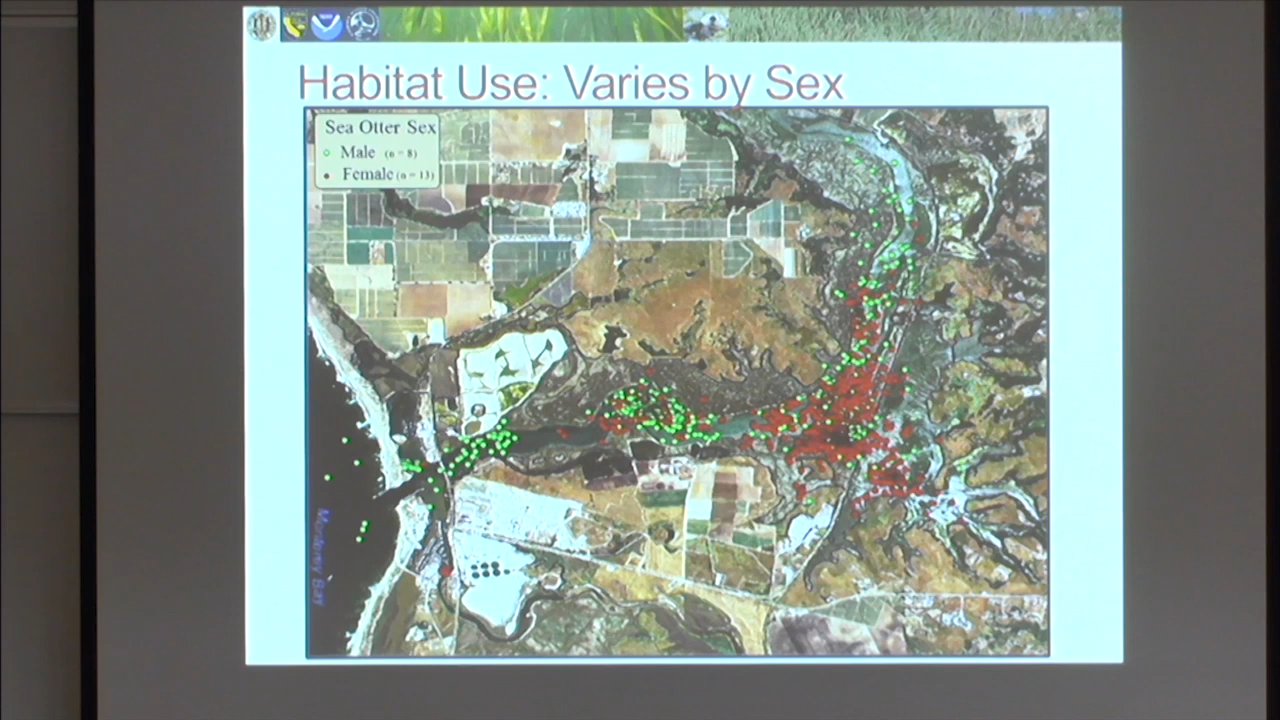 Habitat Use: Varies by Sex
Sea Otter Sex
Male (n = 8)
Female (n = 13)
Monterey Bay